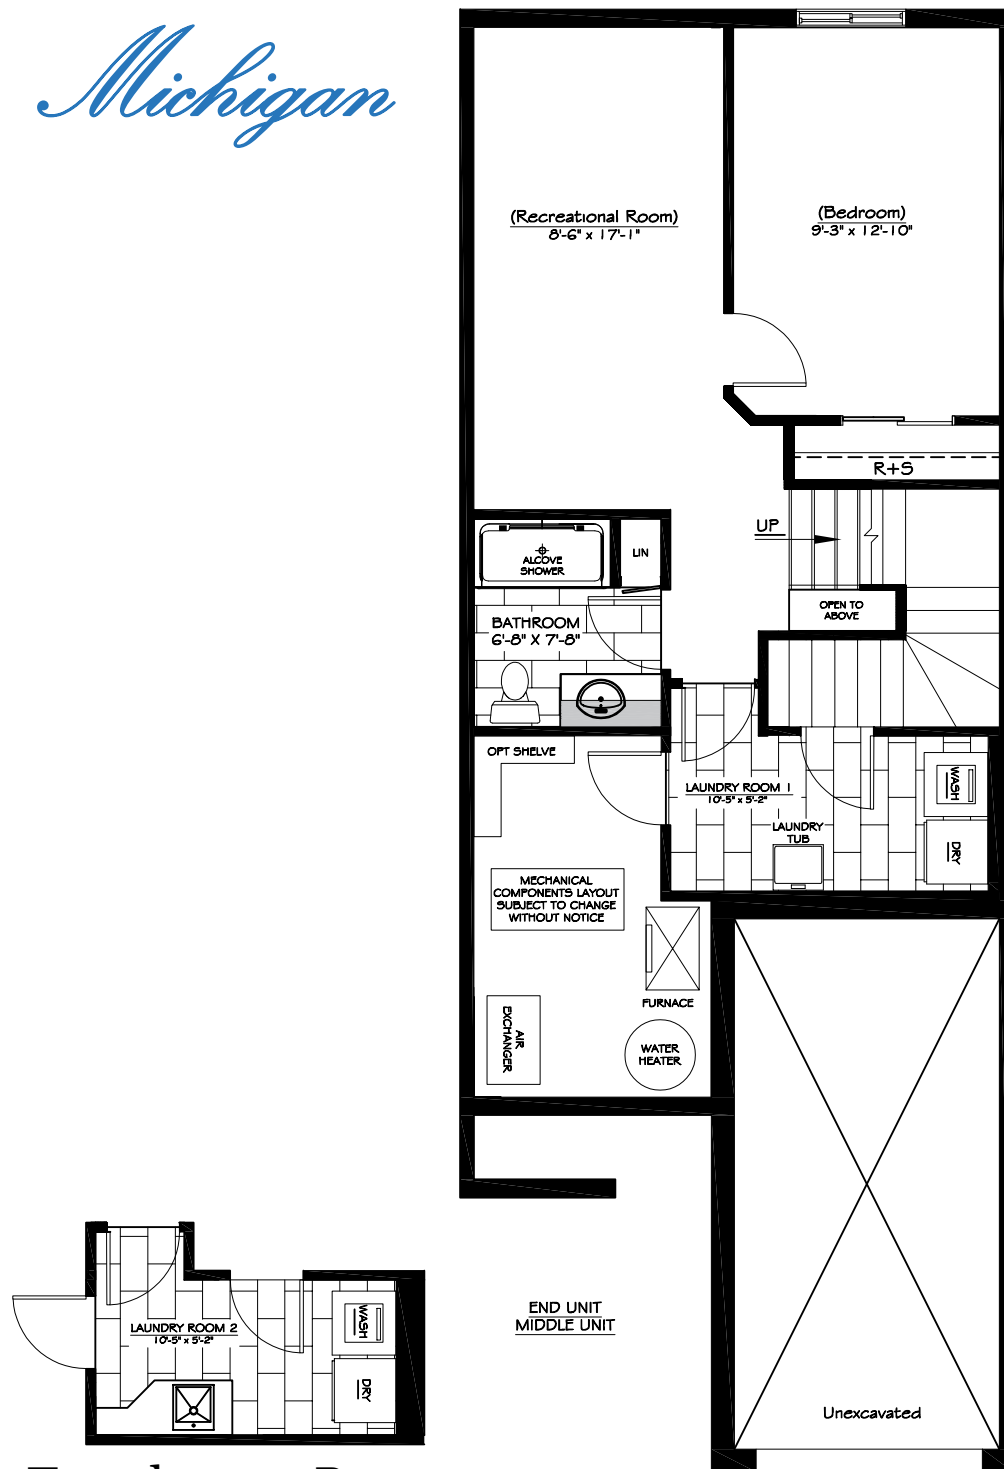 Michigan
(Recreational Room)
8'-6" x 17'-1"
(Bedroom)
9'-3" x 12'-10"
R+S
UP
ALCOVE
SHOWER
LIN
OPEN TO
ABOVE
BATHROOM
6'-8" X 7'-8"
OPT SHELVE
LAUNDRY ROOM 1
10'-5" x 5'-2"
WASH
LAUNDRY
TUB
DRY
MECHANICAL
COMPONENTS LAYOUT
SUBJECT TO CHANGE
WITHOUT NOTICE
FURNACE
AIR
EXCHANGER
WATER
HEATER
END UNIT
MIDDLE UNIT
LAUNDRY ROOM 2
10'-5" x 5'-2"
WASH
DRY
Unexcavated